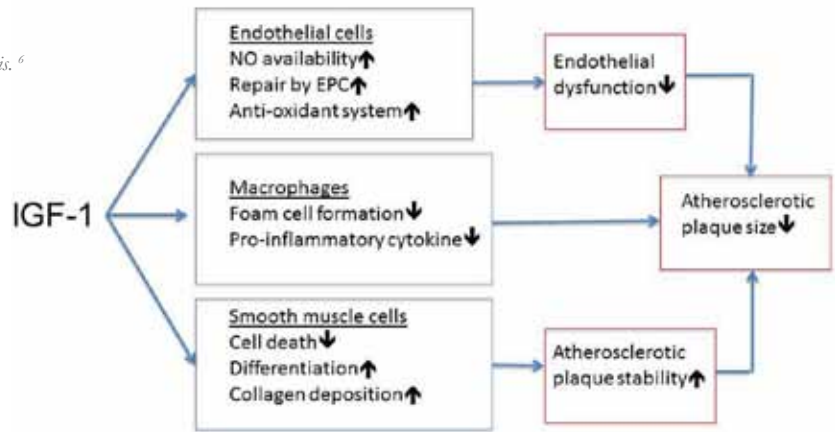 is. 6
IGF-1
Endothelial cells
NO availability↑
Repair by EPC↑
Anti-oxidant system↑
Endothelial
dysfunction↓
Macrophages
Foam cell formation↓
Pro-inflammatory cytokine↓
Atherosclerotic
plaque size↓
Smooth muscle cells
Cell death↓
Differentiation↑
Collagen deposition↑
Atherosclerotic
plaque stability↑